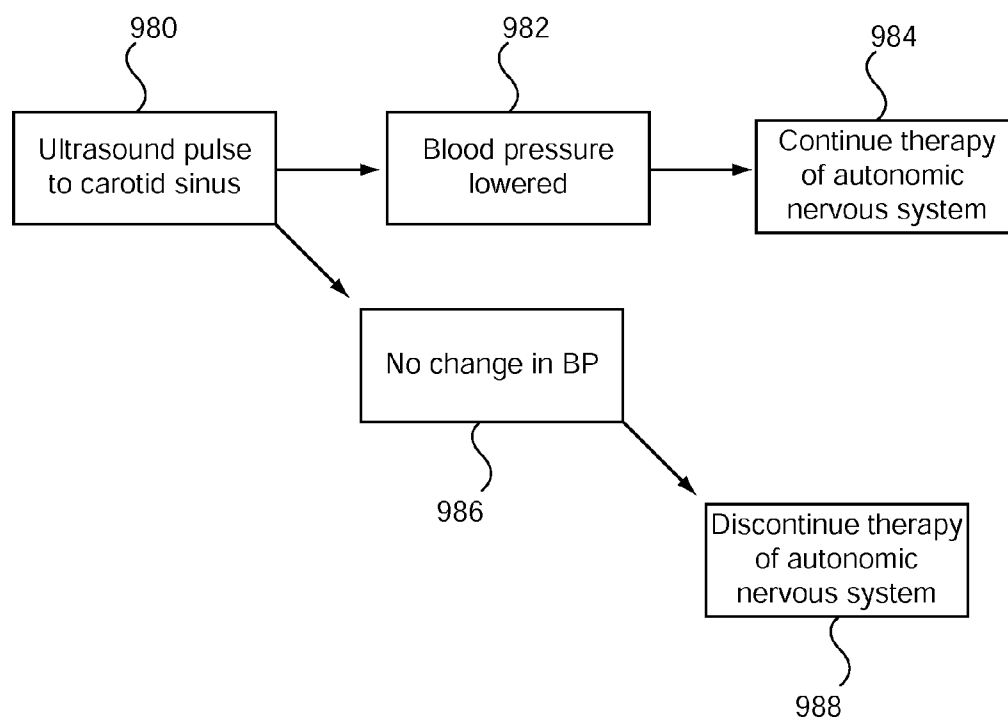 980
982
984
Ultrasound pulse
to carotid sinus
Blood pressure
lowered
Continue therapy
of autonomic
nervous system
No change in BP
986
Discontinue therapy
of autonomic
nervous system
988